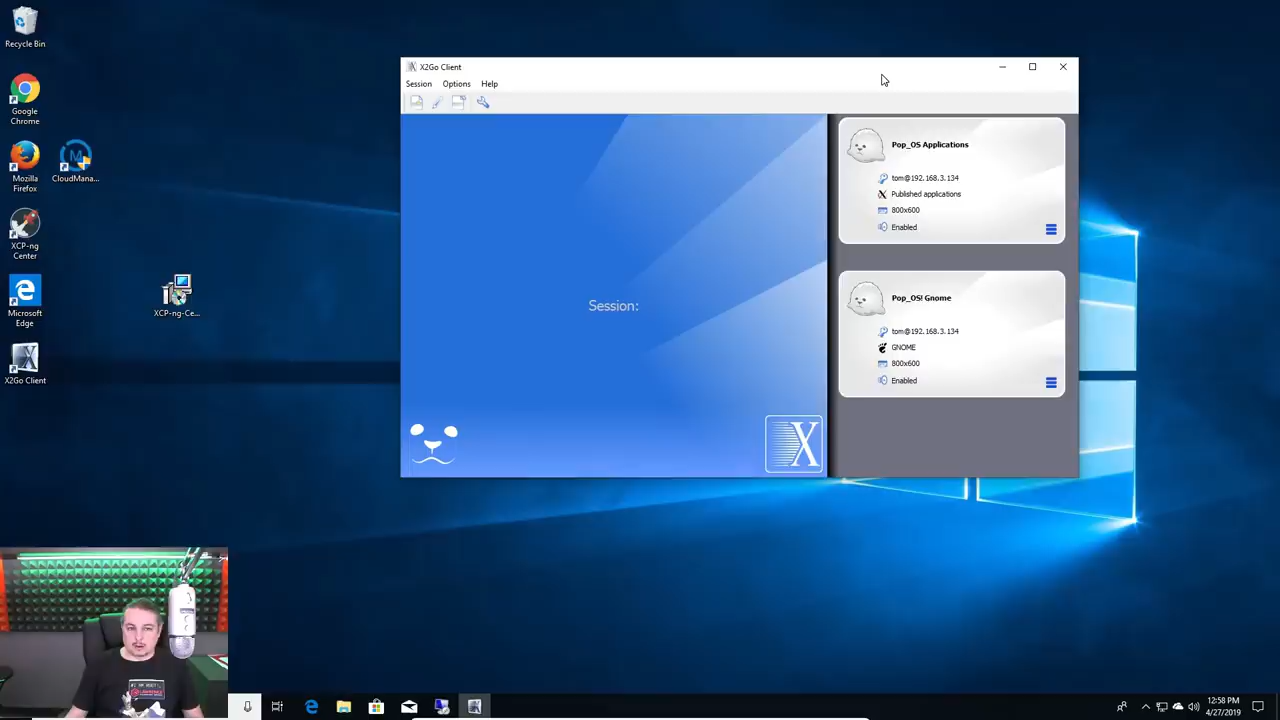 Recycle Bin
Google
Chrome
Mozilla
Firefox
CloudMana...
XCP-ng
Center
Microsoft
Edge
XCP-ng-Ce...
X2Go Client
X2Go Client
Session Options Help
Session:
X
Pop_OS Applications
tom@192.168.3.134
Published applications
800x600
Enabled
Pop_OS! Gnome
tom@192.168.3.134
GNOME
800x600
Enabled
LAWRENCE
12:58 PM
4/27/2019